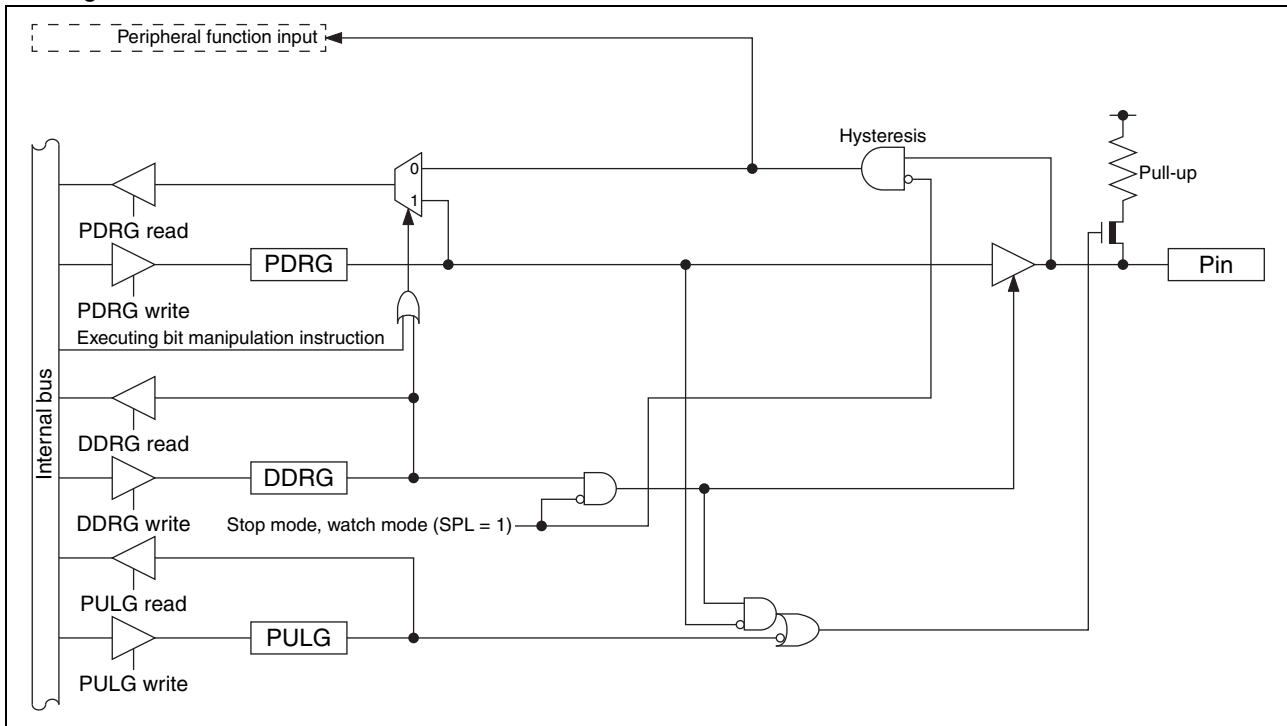 Peripheral function input
Hysteresis
0
Pull-up
1
PDRG read
PDRG
Pin
PDRG write
Executing bit manipulation instruction
Internal bus
DDRG read
DDRG
DDRG write
Stop mode, watch mode (SPL = 1)
PULG read
PULG
PULG write